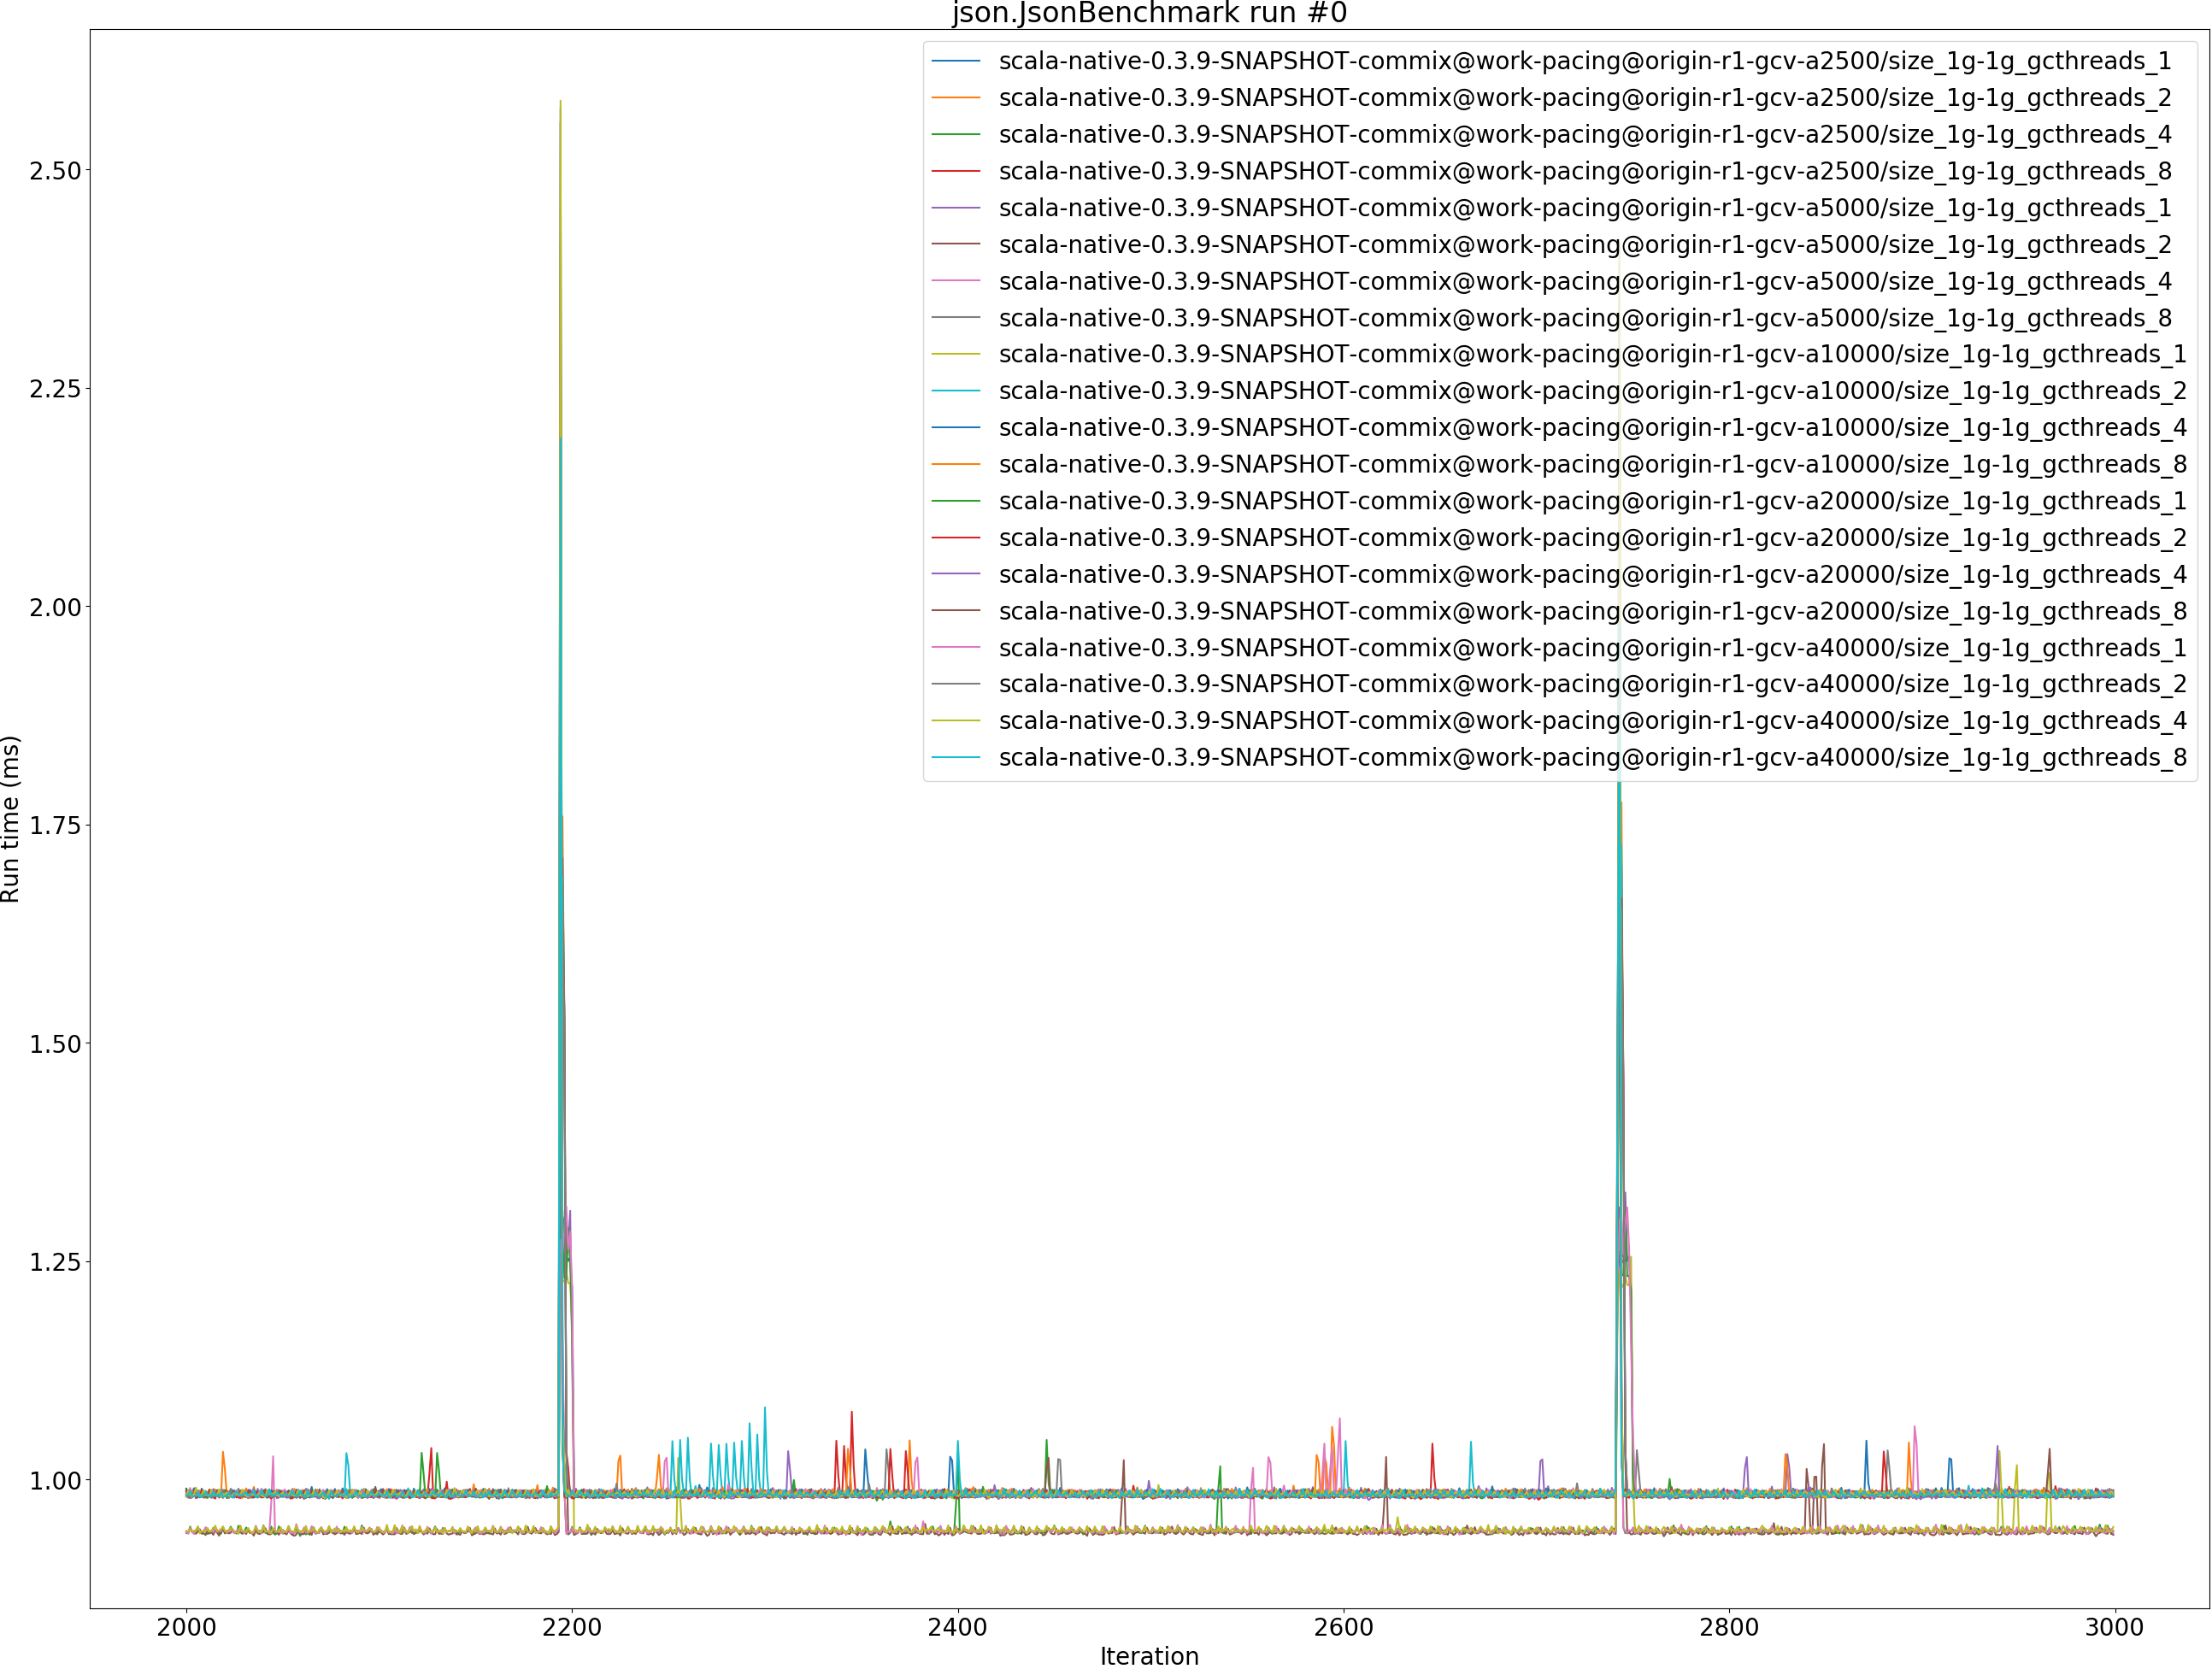 json.JsonBenchmark run #0
scala-native-0.3.9-SNAPSHOT-commix@work-pacing@origin-r1-gcv-a2500/size_1g-1g_gcthreads_1
scala-native-0.3.9-SNAPSHOT-commix@work-pacing@origin-r1-gcv-a2500/size_1g-1g_gcthreads_2
scala-native-0.3.9-SNAPSHOT-commix@work-pacing@origin-r1-gcv-a2500/size_1g-1g_gcthreads_4
scala-native-0.3.9-SNAPSHOT-commix@work-pacing@origin-r1-gcv-a2500/size_1g-1g_gcthreads_8
scala-native-0.3.9-SNAPSHOT-commix@work-pacing@origin-r1-gcv-a5000/size_1g-1g_gcthreads_1
scala-native-0.3.9-SNAPSHOT-commix@work-pacing@origin-r1-gcv-a5000/size_1g-1g_gcthreads_2
scala-native-0.3.9-SNAPSHOT-commix@work-pacing@origin-r1-gcv-a5000/size_1g-1g_gcthreads_4
scala-native-0.3.9-SNAPSHOT-commix@work-pacing@origin-r1-gcv-a5000/size_1g-1g_gcthreads_8
scala-native-0.3.9-SNAPSHOT-commix@work-pacing@origin-r1-gcv-a10000/size_1g-1g_gcthreads_1
scala-native-0.3.9-SNAPSHOT-commix@work-pacing@origin-r1-gcv-a10000/size_1g-1g_gcthreads_2
scala-native-0.3.9-SNAPSHOT-commix@work-pacing@origin-r1-gcv-a10000/size_1g-1g_gcthreads_4
scala-native-0.3.9-SNAPSHOT-commix@work-pacing@origin-r1-gcv-a10000/size_1g-1g_gcthreads_8
scala-native-0.3.9-SNAPSHOT-commix@work-pacing@origin-r1-gcv-a20000/size_1g-1g_gcthreads_1
scala-native-0.3.9-SNAPSHOT-commix@work-pacing@origin-r1-gcv-a20000/size_1g-1g_gcthreads_2
scala-native-0.3.9-SNAPSHOT-commix@work-pacing@origin-r1-gcv-a20000/size_1g-1g_gcthreads_4
scala-native-0.3.9-SNAPSHOT-commix@work-pacing@origin-r1-gcv-a20000/size_1g-1g_gcthreads_8
scala-native-0.3.9-SNAPSHOT-commix@work-pacing@origin-r1-gcv-a40000/size_1g-1g_gcthreads_1
scala-native-0.3.9-SNAPSHOT-commix@work-pacing@origin-r1-gcv-a40000/size_1g-1g_gcthreads_2
scala-native-0.3.9-SNAPSHOT-commix@work-pacing@origin-r1-gcv-a40000/size_1g-1g_gcthreads_4
scala-native-0.3.9-SNAPSHOT-commix@work-pacing@origin-r1-gcv-a40000/size_1g-1g_gcthreads_8
Run time (ms)
2.50
2.25
2.00
1.75
1.50
1.25
1.00
2000 2200 2400 2600 2800 3000
Iteration